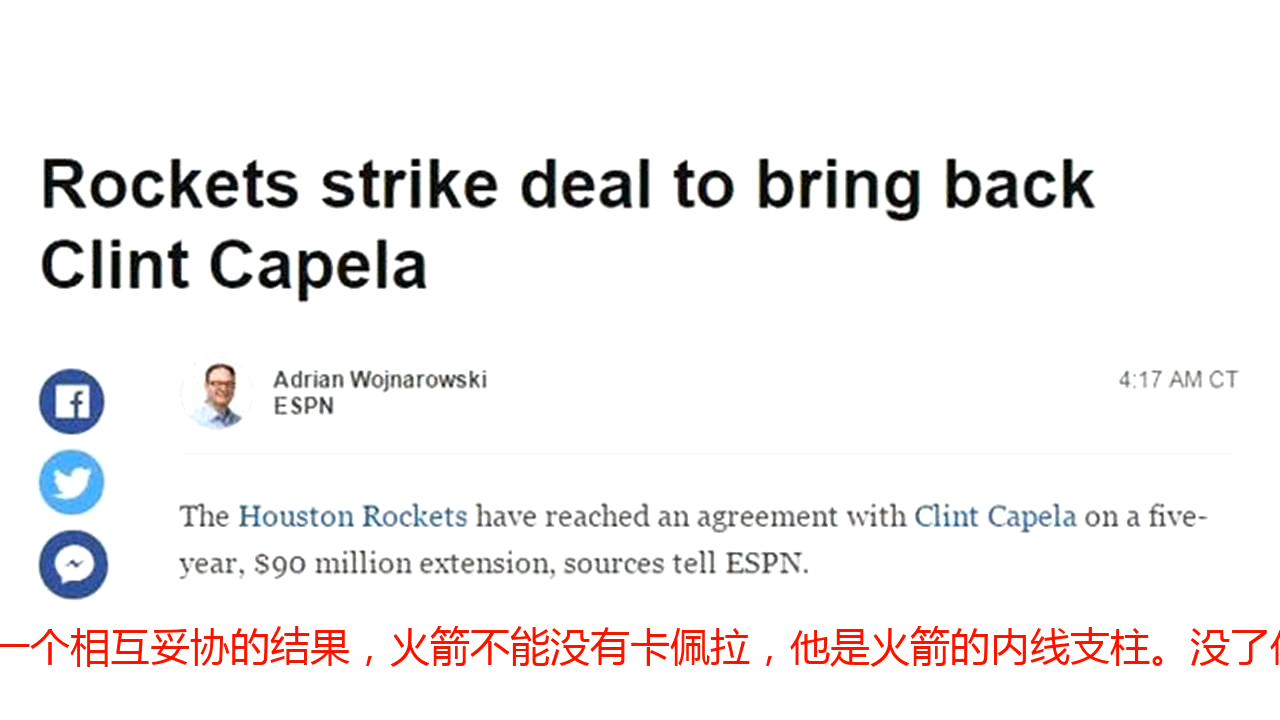 Rockets strike deal to bring back
Clint Capela
Adrian Wojnarowski
ESPN
4:17 AM CT
The Houston Rockets have reached an agreement with Clint Capela on a five-
year, $90 million extension, sources tell ESPN.
一个相互妥协的结果，火箭不能没有卡佩拉，他是火箭的内线支柱。没了